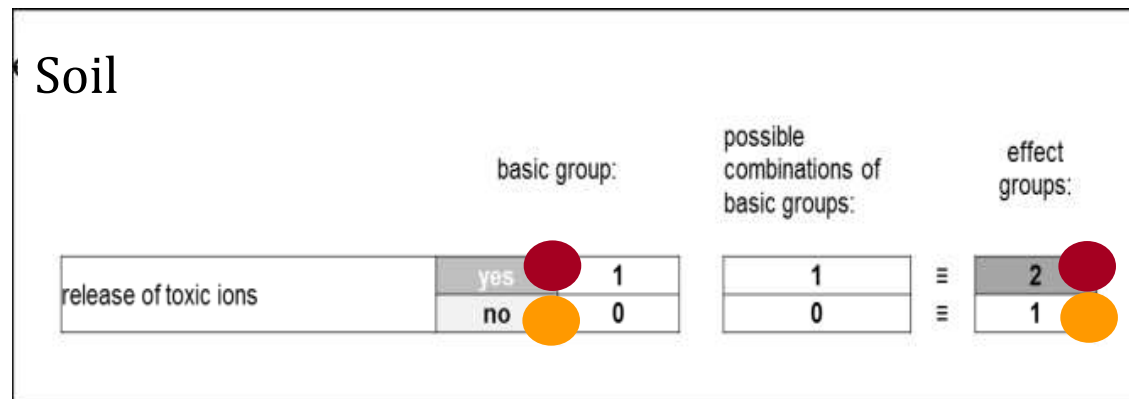 Soil
basic group:
possible
combinations of
basic groups:
effect
groups:
release of toxic ions
yes 1 1 ≡ 2
no 0 0 ≡ 1